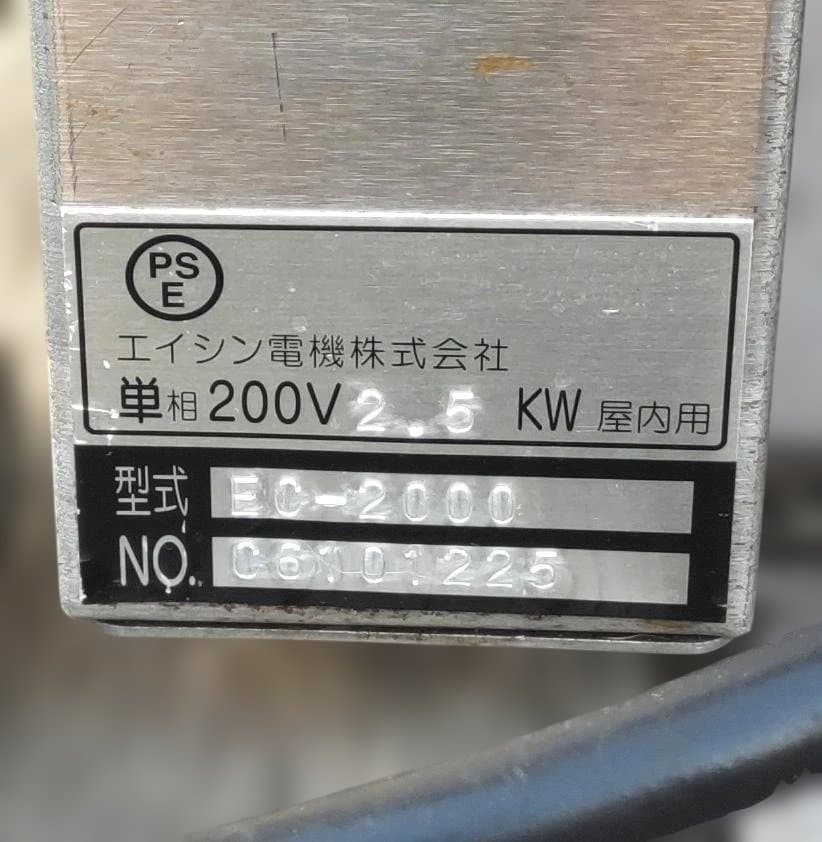 PS
E
エイシン電機株式会社
単相 200V 2.5 KW 屋内用
型式 EC-2000
NO. C6101225